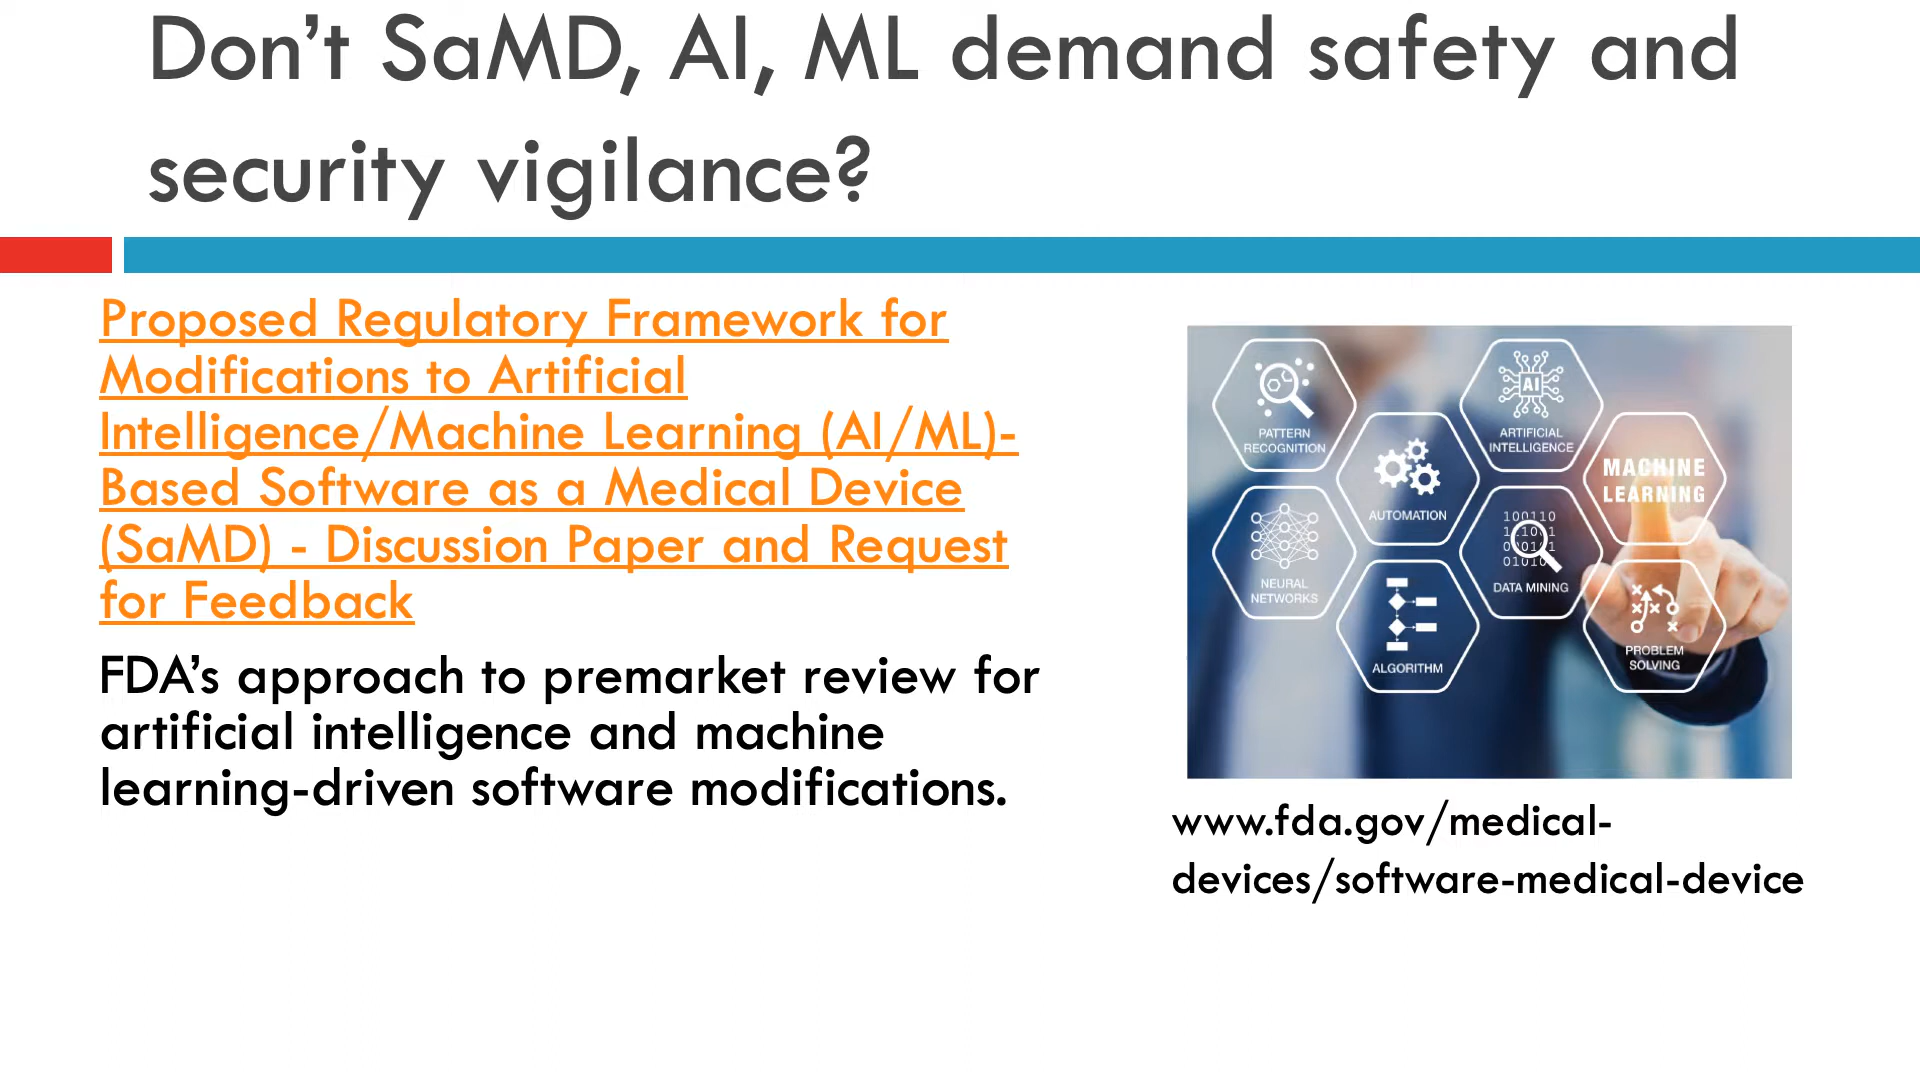 Don’t SaMD, AI, ML demand safety and
security vigilance?
Proposed Regulatory Framework for
Modifications to Artificial
Intelligence/Machine Learning (AI/ML)-
Based Software as a Medical Device
(SaMD) - Discussion Paper and Request
for Feedback
FDA’s approach to premarket review for
artificial intelligence and machine
learning-driven software modifications.
PATTERN
RECOGNITION
AI
ARTIFICIAL
INTELLIGENCE
MACHINE
LEARNING
AUTOMATION
NEURAL
NETWORKS
100110
DATA MINING
ALGORITHM
PROBLEM
SOLVING
www.fda.gov/medical-
devices/software-medical-device